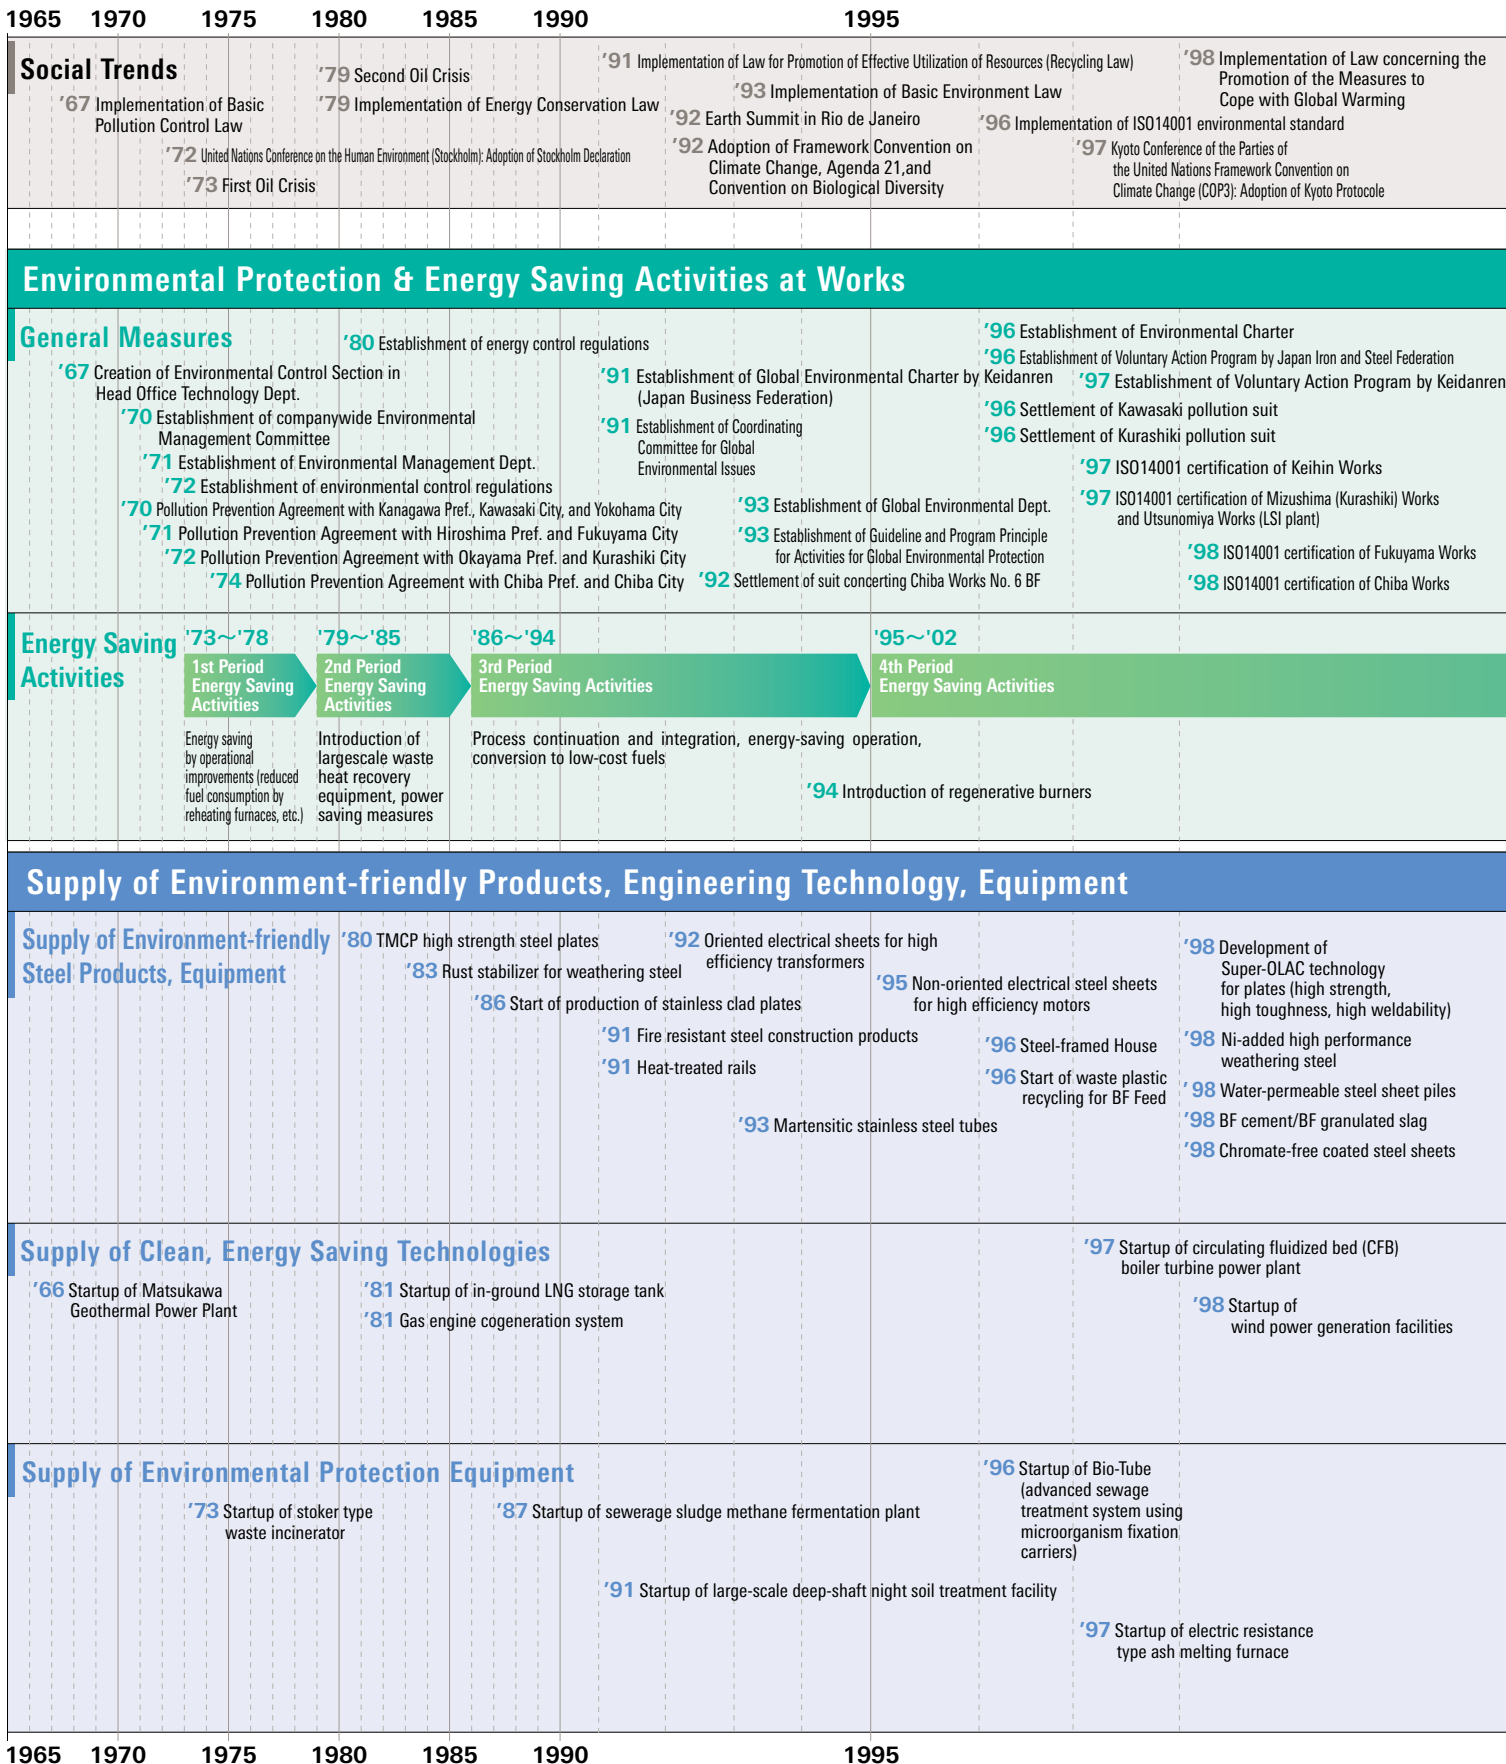 1965 1970 1975 1980 1985 1990 1995
Social Trends
'67 Implementation of Basic
Pollution Control Law
'72 United Nations Conference on the Human Environment (Stockholm): Adoption of Stockholm Declaration
'73 First Oil Crisis
'79 Second Oil Crisis
'79 Implementation of Energy Conservation Law
'91 Implementation of Law for Promotion of Effective Utilization of Resources (Recycling Law)
'93 Implementation of Basic Environment Law
'92 Earth Summit in Rio de Janeiro
'92 Adoption of Framework Convention on
Climate Change, Agenda 21,and
Convention on Biological Diversity
'98 Implementation of Law concerning the
Promotion of the Measures to
Cope with Global Warming
'96 Implementation of ISO14001 environmental standard
'97 Kyoto Conference of the Parties of
the United Nations Framework Convention on
Climate Change (COP3): Adoption of Kyoto Protocole
Environmental Protection & Energy Saving Activities at Works
General Measures
'67 Creation of Environmental Control Section in
Head Office Technology Dept.
'70 Establishment of companywide Environmental
Management Committee
'71 Establishment of Environmental Management Dept.
'72 Establishment of environmental control regulations
'70 Pollution Prevention Agreement with Kanagawa Pref., Kawasaki City, and Yokohama City
'71 Pollution Prevention Agreement with Hiroshima Pref. and Fukuyama City
'72 Pollution Prevention Agreement with Okayama Pref. and Kurashiki City
'74 Pollution Prevention Agreement with Chiba Pref. and Chiba City
'80 Establishment of energy control regulations
'91 Establishment of Global Environmental Charter by Keidanren
(Japan Business Federation)
'91 Establishment of Coordinating
Committee for Global
Environmental Issues
'93 Establishment of Global Environmental Dept.
'93 Establishment of Guideline and Program Principle
for Activities for Global Environmental Protection
'92 Settlement of suit concerting Chiba Works No. 6 BF
'96 Establishment of Environmental Charter
'96 Establishment of Voluntary Action Program by Japan Iron and Steel Federation
'97 Establishment of Voluntary Action Program by Keidanren
'96 Settlement of Kawasaki pollution suit
'96 Settlement of Kurashiki pollution suit
'97 ISO14001 certification of Keihin Works
'97 ISO14001 certification of Mizushima (Kurashiki) Works
and Utsunomiya Works (LSI plant)
'98 ISO14001 certification of Fukuyama Works
'98 ISO14001 certification of Chiba Works
Energy Saving
Activities
'73～'78
1st Period
Energy Saving
Activities
Energy saving
by operational
improvements (reduced
fuel consumption by
reheating furnaces, etc.)
'79～'85
2nd Period
Energy Saving
Activities
Introduction of
largescale waste
heat recovery
equipment, power
saving measures
'86～'94
3rd Period
Energy Saving Activities
Process continuation and integration, energy-saving operation,
conversion to low-cost fuels
'94 Introduction of regenerative burners
'95～'02
4th Period
Energy Saving Activities
Supply of Environment-friendly Products, Engineering Technology, Equipment
Supply of Environment-friendly
Steel Products, Equipment
'80 TMCP high strength steel plates
'83 Rust stabilizer for weathering steel
'86 Start of production of stainless clad plates
'91 Fire resistant steel construction products
'91 Heat-treated rails
'93 Martensitic stainless steel tubes
'92 Oriented electrical sheets for high
efficiency transformers
'95 Non-oriented electrical steel sheets
for high efficiency motors
'96 Steel-framed House
'96 Start of waste plastic
recycling for BF Feed
'98 Development of
Super-OLAC technology
for plates (high strength,
high toughness, high weldability)
'98 Ni-added high performance
weathering steel
'98 Water-permeable steel sheet piles
'98 BF cement/BF granulated slag
'98 Chromate-free coated steel sheets
Supply of Clean, Energy Saving Technologies
'66 Startup of Matsukawa
Geothermal Power Plant
'81 Startup of in-ground LNG storage tank
'81 Gas engine cogeneration system
'97 Startup of circulating fluidized bed (CFB)
boiler turbine power plant
'98 Startup of
wind power generation facilities
Supply of Environmental Protection Equipment
'73 Startup of stoker type
waste incinerator
'87 Startup of sewerage sludge methane fermentation plant
'91 Startup of large-scale deep-shaft night soil treatment facility
'96 Startup of Bio-Tube
(advanced sewage
treatment system using
microorganism fixation
carriers)
'97 Startup of electric resistance
type ash melting furnace
1965 1970 1975 1980 1985 1990 1995